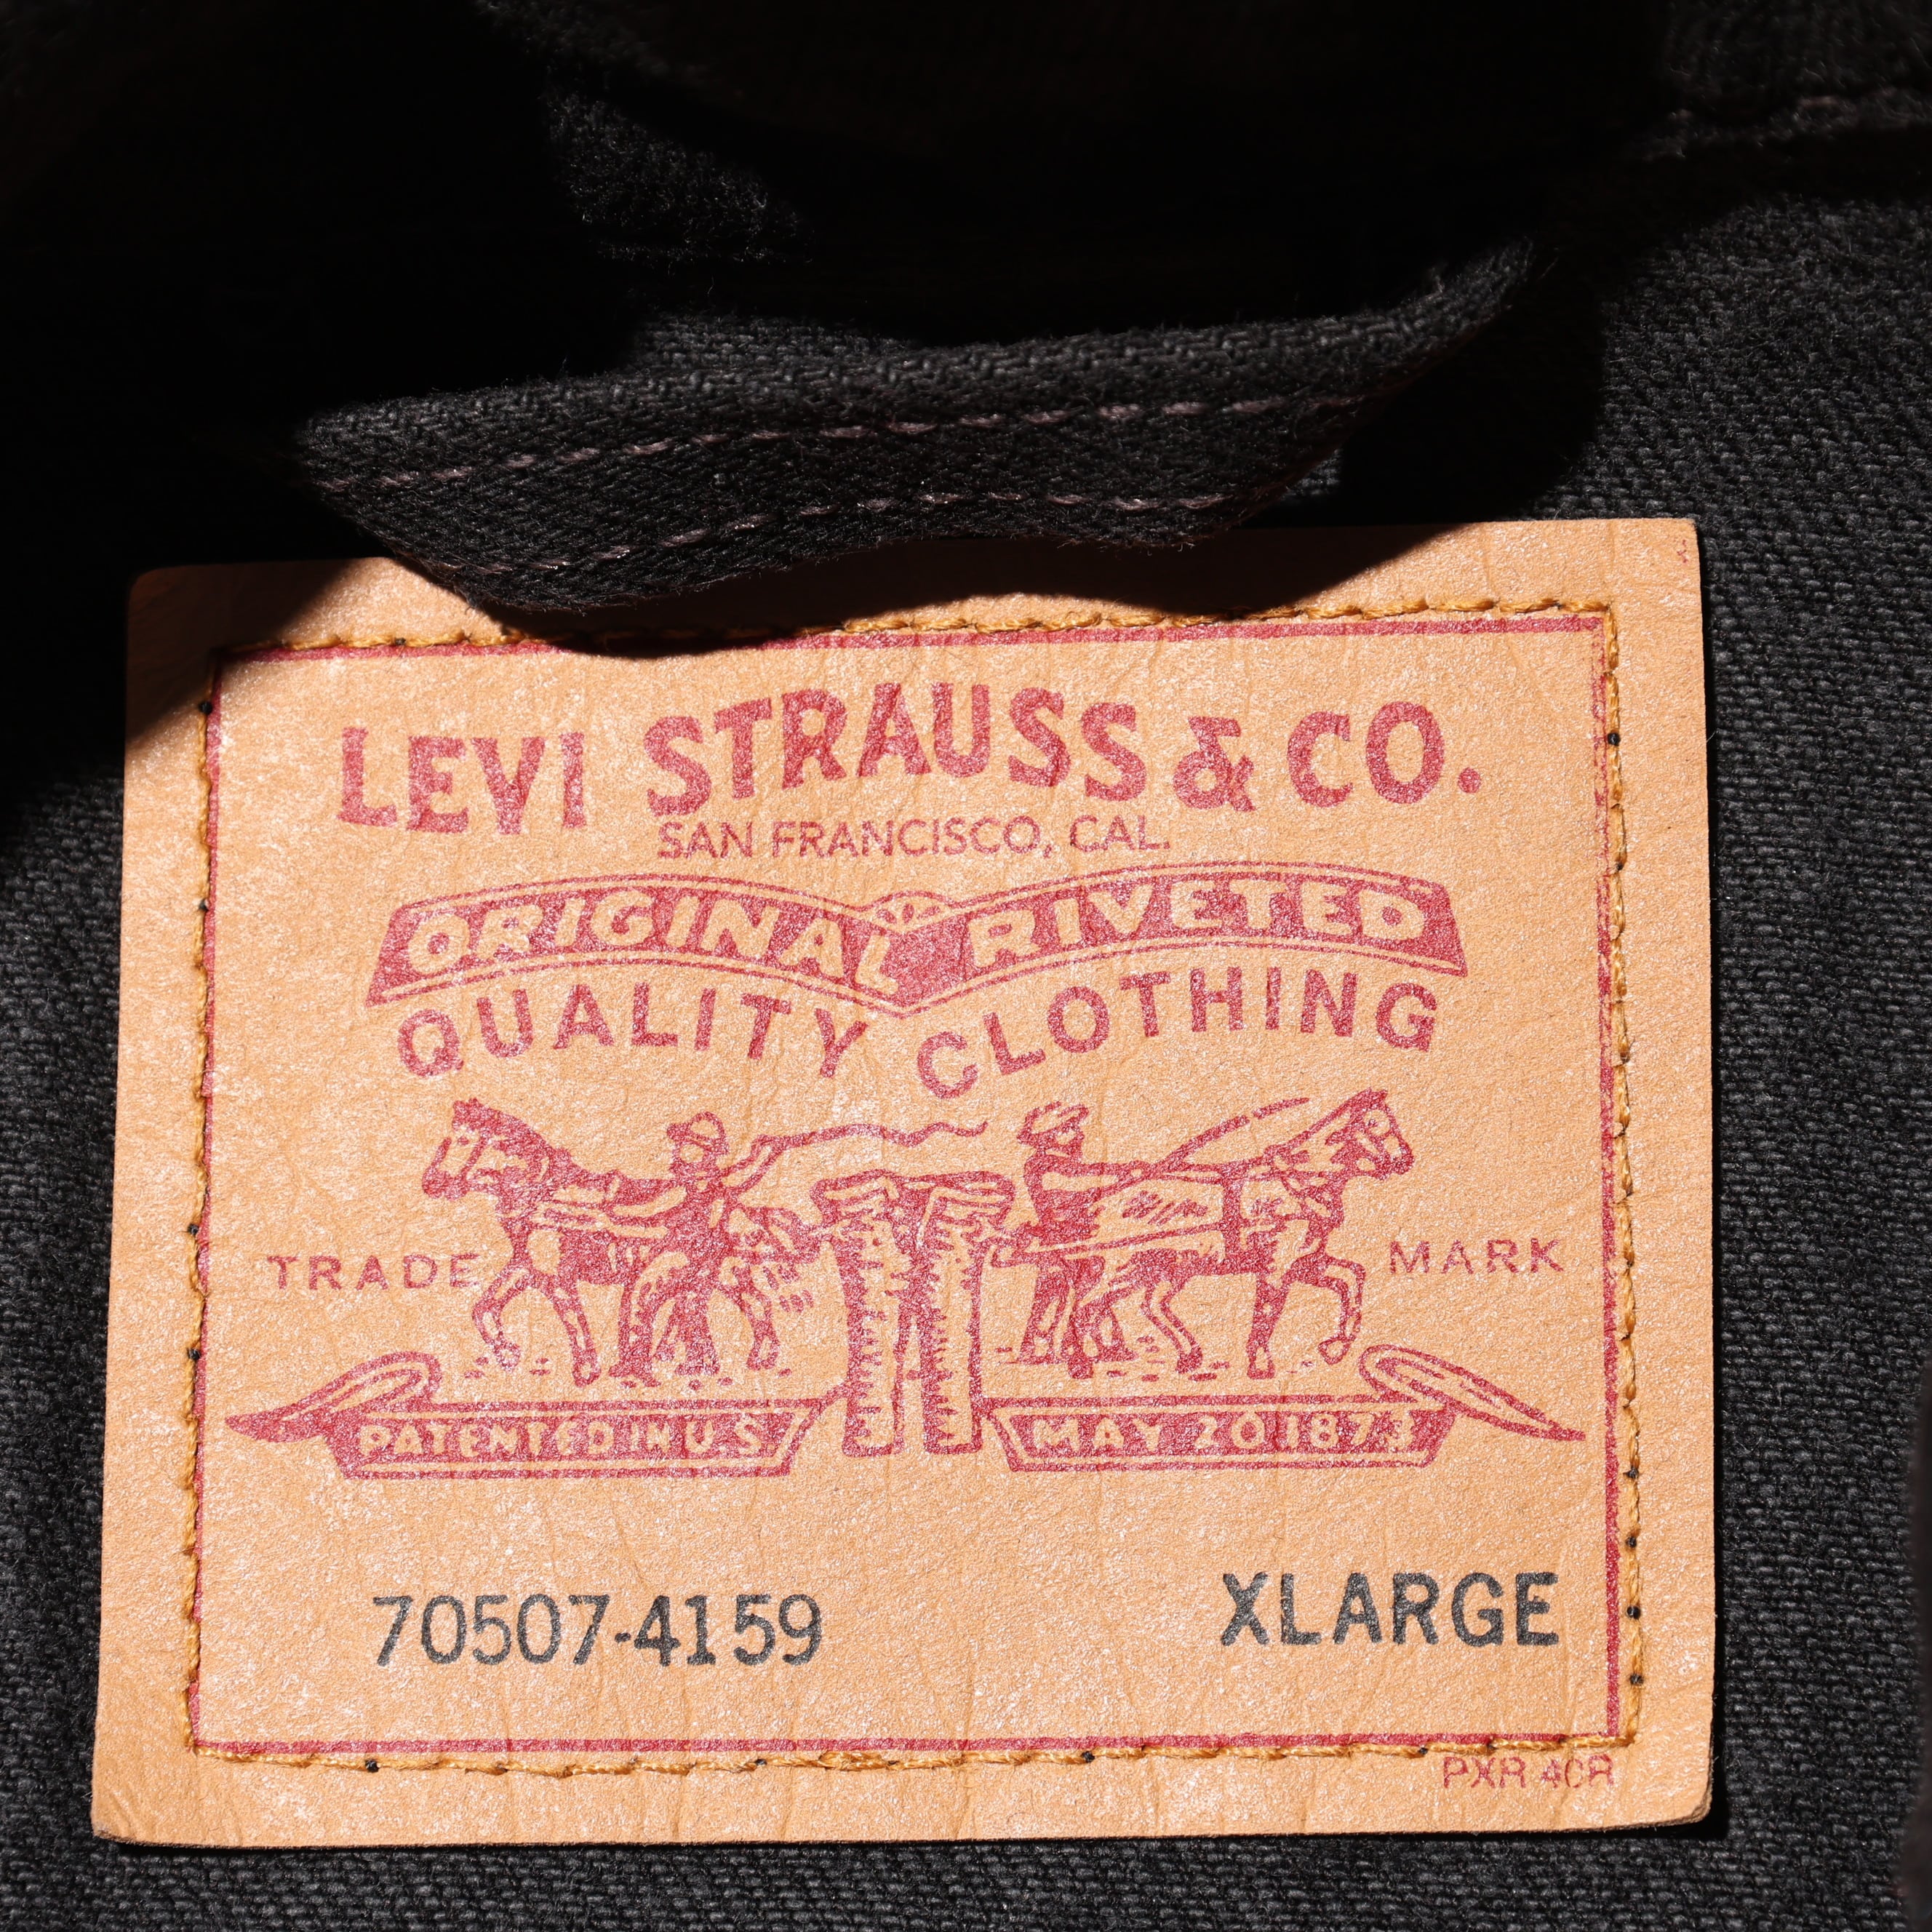 LEVI STRAUSS & CO.
SAN FRANCISCO, CAL.
ORIGINAL RIVETED
QUALITY CLOTHING
TRADE MARK
PATENTED IN U.S MAY 20 1873
70507-4159 XLARGE
PXR